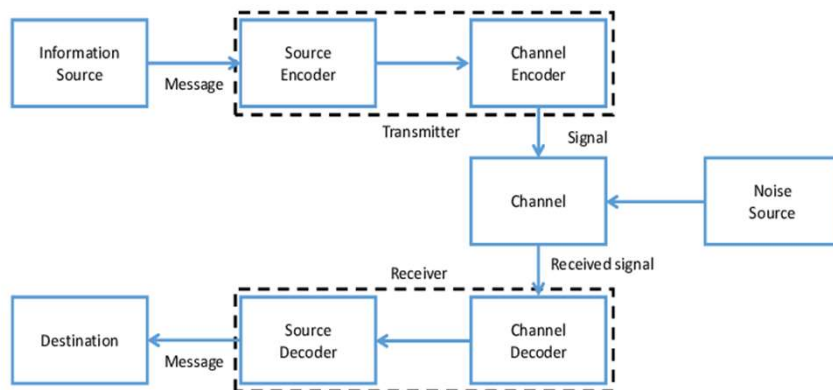 Information
Source
Message
Source
Encoder
Channel
Encoder
Transmitter
Signal
Channel
Noise
Source
Received signal
Receiver
Channel
Decoder
Source
Decoder
Message
Destination